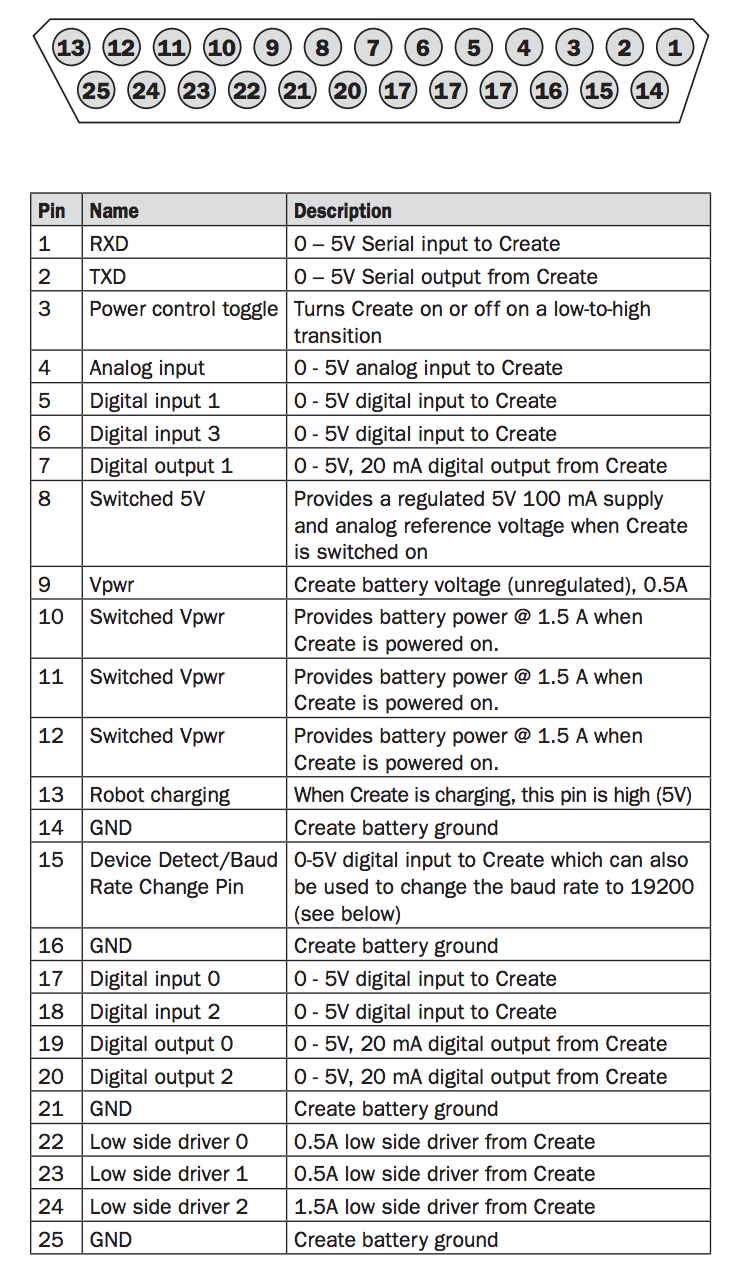 13 12 11 10 9 8 7 6 5 4 3 2 1
25 24 23 22 21 20 17 17 17 16 15 14
Pin Name Description
1 RXD 0 – 5V Serial input to Create
2 TXD 0 – 5V Serial output from Create
3 Power control toggle Turns Create on or off on a low-to-high
transition
4 Analog input 0 - 5V analog input to Create
5 Digital input 1 0 - 5V digital input to Create
6 Digital input 3 0 - 5V digital input to Create
7 Digital output 1 0 - 5V, 20 mA digital output from Create
8 Switched 5V Provides a regulated 5V 100 mA supply
and analog reference voltage when Create
is switched on
9 Vpwr Create battery voltage (unregulated), 0.5A
10 Switched Vpwr Provides battery power @ 1.5 A when
Create is powered on.
11 Switched Vpwr Provides battery power @ 1.5 A when
Create is powered on.
12 Switched Vpwr Provides battery power @ 1.5 A when
Create is powered on.
13 Robot charging When Create is charging, this pin is high (5V)
14 GND Create battery ground
15 Device Detect/Baud 0-5V digital input to Create which can also
Rate Change Pin be used to change the baud rate to 19200
(see below)
16 GND Create battery ground
17 Digital input 0 0 - 5V digital input to Create
18 Digital input 2 0 - 5V digital input to Create
19 Digital output 0 0 - 5V, 20 mA digital output from Create
20 Digital output 2 0 - 5V, 20 mA digital output from Create
21 GND Create battery ground
22 Low side driver 0 0.5A low side driver from Create
23 Low side driver 1 0.5A low side driver from Create
24 Low side driver 2 1.5A low side driver from Create
25 GND Create battery ground